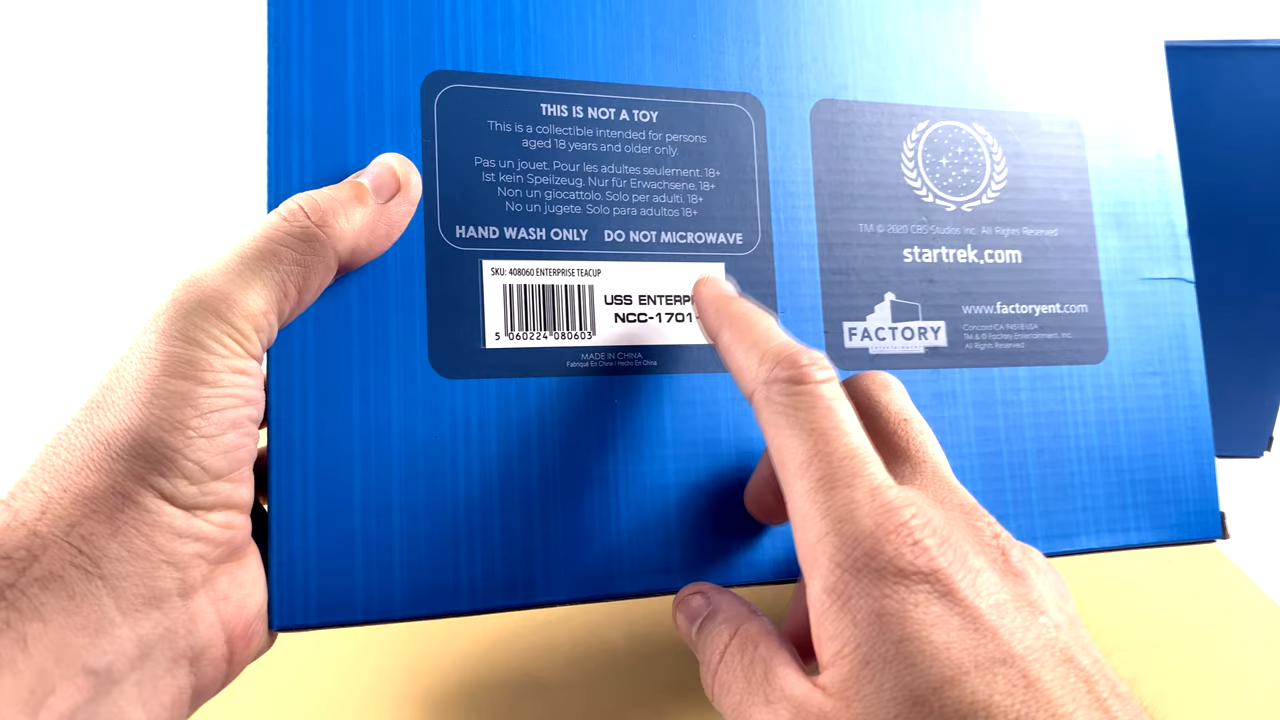 THIS IS NOT A TOY
This is a collectible intended for persons
aged 18 years and older only.
Pas un jouet. Pour les adultes seulement. 18+
Ist kein Speilzeug. Nur für Erwachsene. 18+
Non un giocattolo. Solo per adulti. 18+
No un jugete. Solo para adultos 18+
HAND WASH ONLY DO NOT MICROWAVE
SKU: 408060 ENTERPRISE TEACUP
USS ENTERP
NCC-1701
5 060224 080603
MADE IN CHINA
Fabriqué En Chine / Hecho En China
TM © 2020 CBS Studios Inc. All Rights Reserved
startrek.com
FACTORY
entertainment
www.factoryent.com
Concord CA 94518 USA
TM & © Factory Entertainment, Inc.
All Rights Reserved